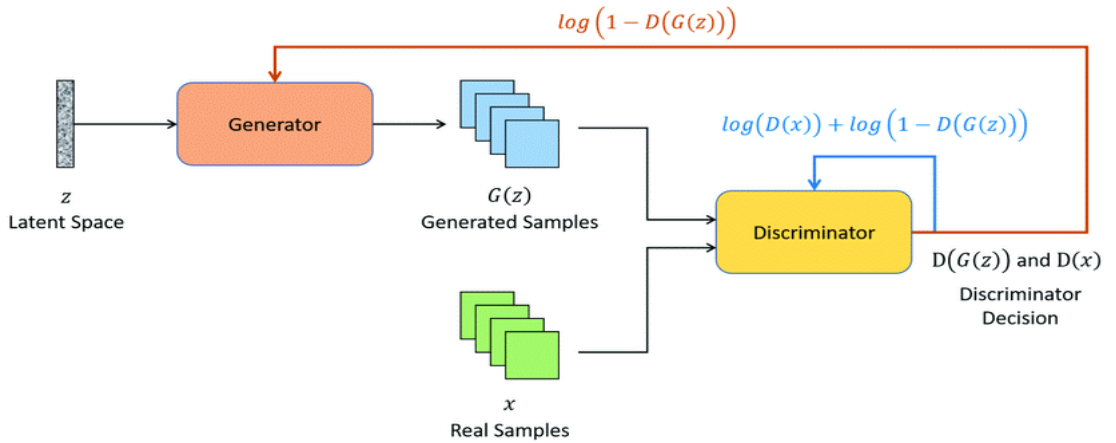 log(1 − D(G(z)))
Generator
log(D(x)) + log(1 − D(G(z)))
z
Latent Space
G(z)
Generated Samples
Discriminator
D(G(z)) and D(x)
Discriminator
Decision
x
Real Samples